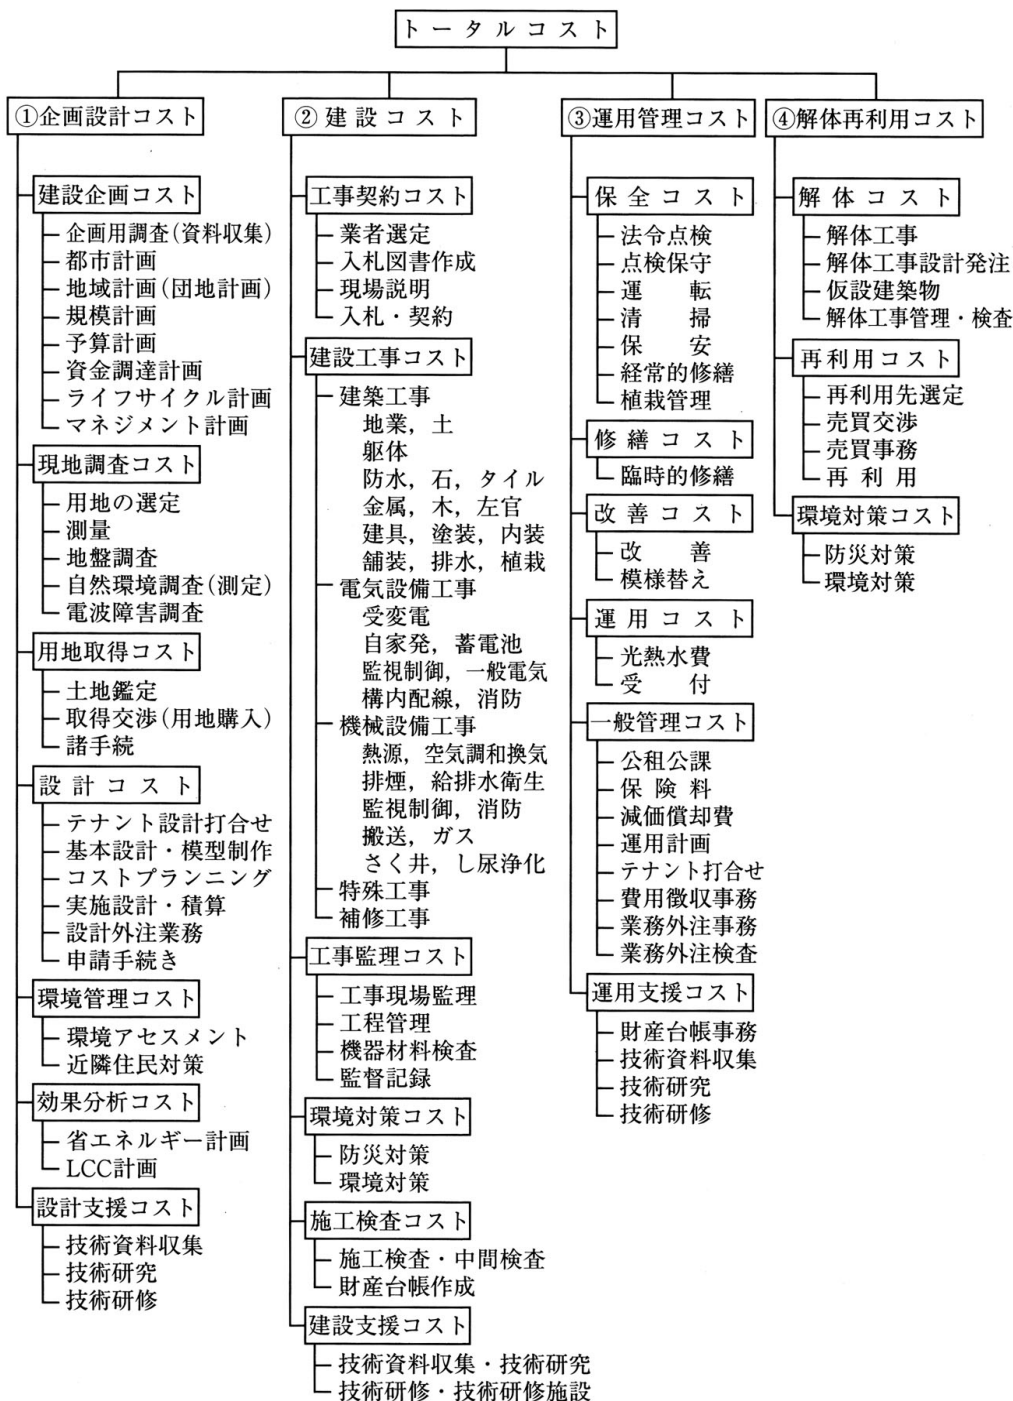 トータルコスト
①企画設計コスト
建設企画コスト
企画用調査(資料収集)
都市計画
地域計画(団地計画)
規模計画
予算計画
資金調達計画
ライフサイクル計画
マネジメント計画
現地調査コスト
用地の選定
測量
地盤調査
自然環境調査(測定)
電波障害調査
用地取得コスト
土地鑑定
取得交渉(用地購入)
諸手続
設計コスト
テナント設計打合せ
基本設計・模型制作
コストプランニング
実施設計・積算
設計外注業務
申請手続き
環境管理コスト
環境アセスメント
近隣住民対策
効果分析コスト
省エネルギー計画
LCC計画
設計支援コスト
技術資料収集
技術研究
技術研修
②建設コスト
工事契約コスト
業者選定
入札図書作成
現場説明
入札・契約
建設工事コスト
建築工事
地業，土
躯体
防水，石，タイル
金属，木，左官
建具，塗装，内装
舗装，排水，植栽
電気設備工事
受変電
自家発，蓄電池
監視制御，一般電気
構内配線，消防
機械設備工事
熱源，空気調和換気
排煙，給排水衛生
監視制御，消防
搬送，ガス
さく井，し尿浄化
特殊工事
補修工事
工事監理コスト
工事現場監理
工程管理
機器材料検査
監督記録
環境対策コスト
防災対策
環境対策
施工検査コスト
施工検査・中間検査
財産台帳作成
建設支援コスト
技術資料収集・技術研究
技術研修・技術研修施設
③運用管理コスト
保全コスト
法令点検
点検保守
運転
清掃
保安
経常的修繕
植栽管理
修繕コスト
臨時的修繕
改善コスト
改善
模様替え
運用コスト
光熱水費
受付
一般管理コスト
公租公課
保険料
減価償却費
運用計画
テナント打合せ
費用徴収事務
業務外注事務
業務外注検査
運用支援コスト
財産台帳事務
技術資料収集
技術研究
技術研修
④解体再利用コスト
解体コスト
解体工事
解体工事設計発注
仮設建築物
解体工事管理・検査
再利用コスト
再利用先選定
売買交渉
売買事務
再利用
環境対策コスト
防災対策
環境対策